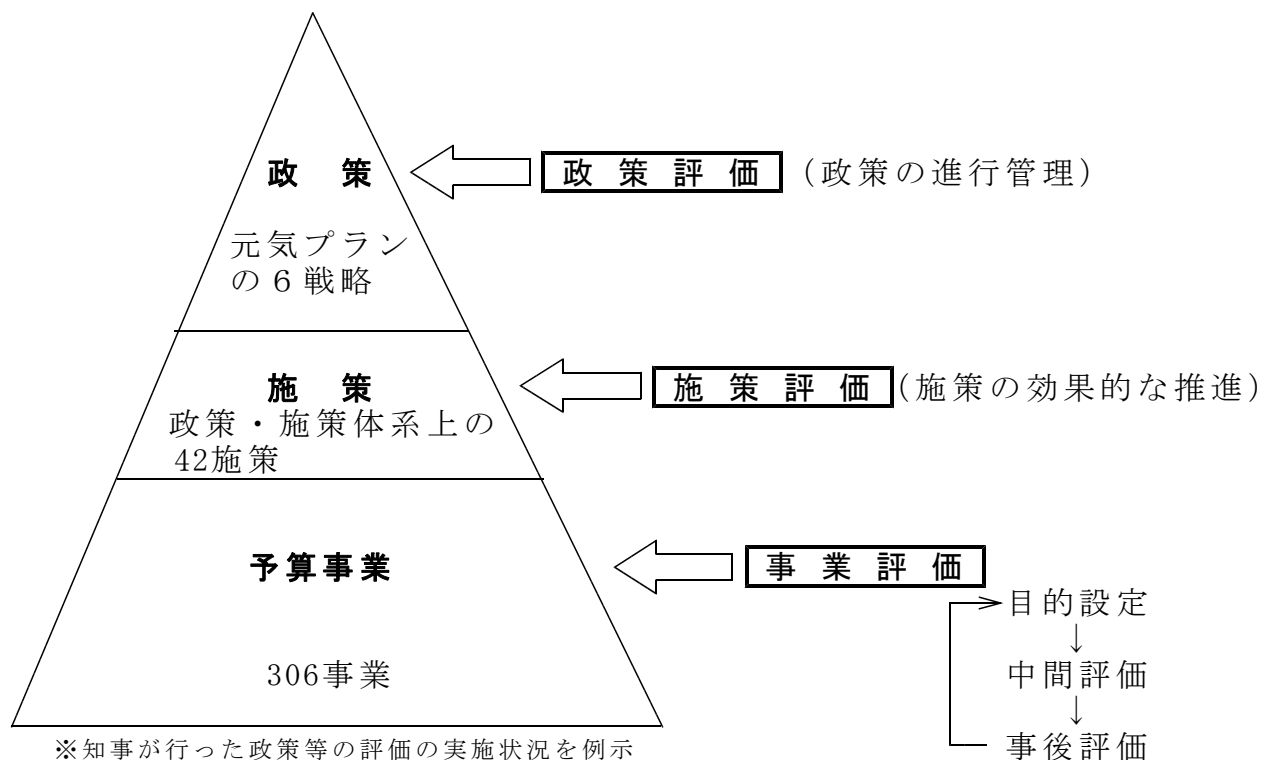 政策
政策評価 (政策の進行管理)
元気プラン
の6戦略
施策
施策評価 (施策の効果的な推進)
政策・施策体系上の
42施策
予算事業
事業評価
目的設定
↓
中間評価
↓
事後評価
306事業
※知事が行った政策等の評価の実施状況を例示